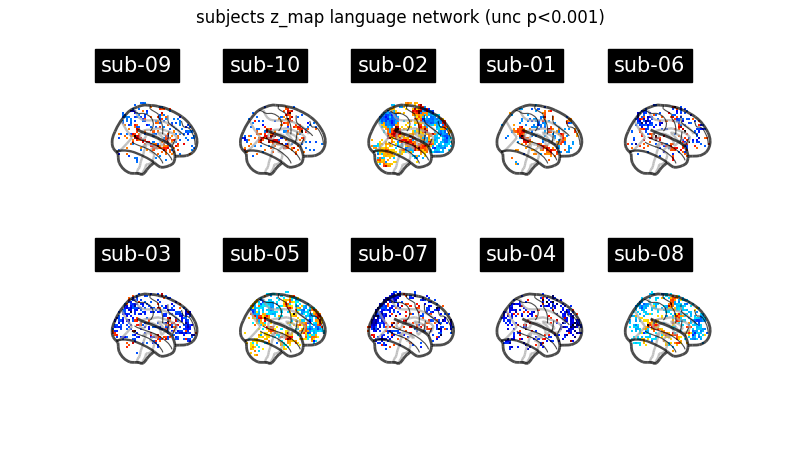 subjects z_map language network (unc p<0.001)
sub-09 sub-10 sub-02 sub-01 sub-06
sub-03 sub-05 sub-07 sub-04 sub-08